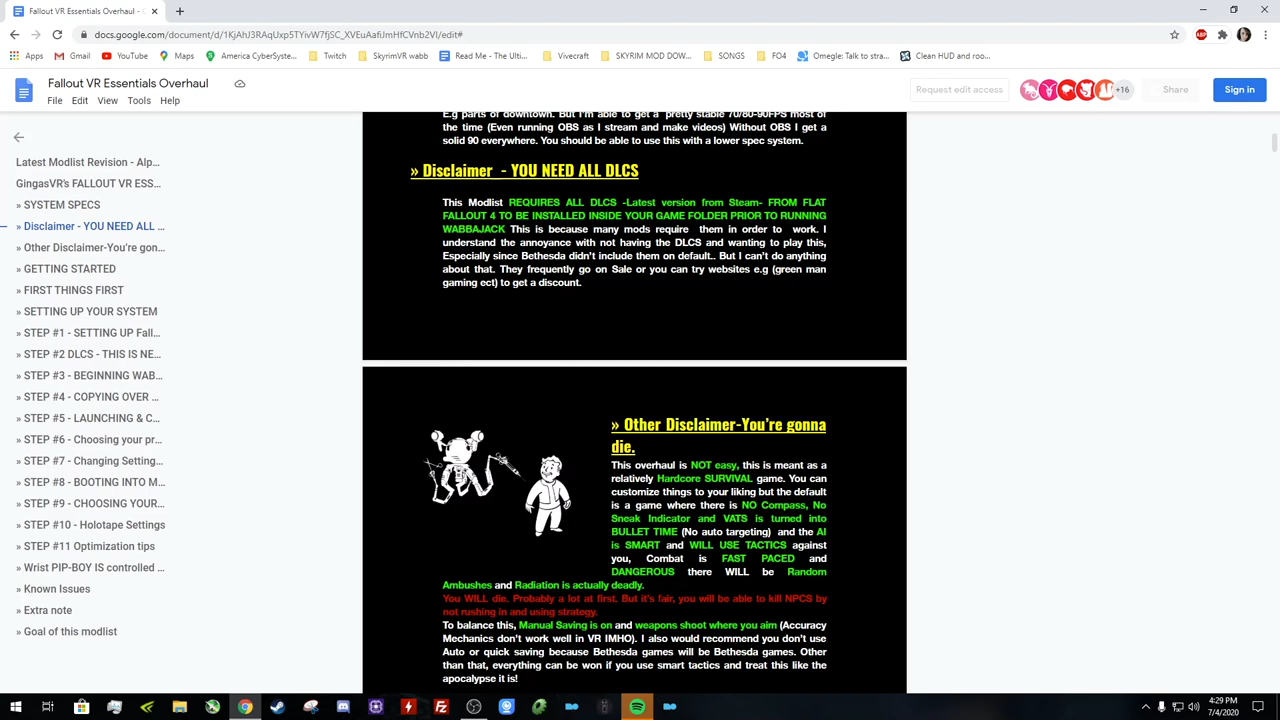 Fallout VR Essentials Overhaul -
docs.google.com/document/d/1KjAhJ3RAqUxp5TYivW7fjSC_XVEuAafiJmHfCVnb2VI/edit#
Apps Gmail YouTube Maps America CyberSyste... Twitch SkyrimVR wabb Read Me - The Ulti... Vivecraft SKYRIM MOD DOW... SONGS FO4 Omegle: Talk to stra... Clean HUD and roo...
Fallout VR Essentials Overhaul
File Edit View Tools Help
Request edit access
+16
Share
Sign in
Latest Modlist Revision - Alp...
GingasVR's FALLOUT VR ESS...
» SYSTEM SPECS
» Disclaimer - YOU NEED ALL ...
» Other Disclaimer-You're gon...
» GETTING STARTED
» FIRST THINGS FIRST
» SETTING UP YOUR SYSTEM
» STEP #1 - SETTING UP Fall...
» STEP #2 DLCS - THIS IS NE...
» STEP #3 - BEGINNING WAB...
» STEP #4 - COPYING OVER ...
» STEP #5 - LAUNCHING & C...
» STEP #6 - Choosing your pr...
» STEP #7 - Changing Setting...
» STEP #8 - BOOTING INTO M...
» STEP #9 - CHOOSING YOUR...
» STEP #10 - Holotape Settings
» STEP #11 Optimization tips
» Wrist PIP-BOY IS controlled ...
» Known Issues
» Extra note
» Goal of this modlist
E.g parts of downtown. But I'm able to get a pretty stable 70/80-90FPS most of
the time (Even running OBS as I stream and make videos) Without OBS I get a
solid 90 everywhere. You should be able to use this with a lower spec system.
» Disclaimer - YOU NEED ALL DLCS
This Modlist REQUIRES ALL DLCS -Latest version from Steam- FROM FLAT
FALLOUT 4 TO BE INSTALLED INSIDE YOUR GAME FOLDER PRIOR TO RUNNING
WABBAJACK This is because many mods require them in order to work. I
understand the annoyance with not having the DLCS and wanting to play this,
Especially since Bethesda didn't include them on default.. But I can't do anything
about that. They frequently go on Sale or you can try websites e.g (green man
gaming ect) to get a discount.
» Other Disclaimer-You're gonna
die.
This overhaul is NOT easy, this is meant as a
relatively Hardcore SURVIVAL game. You can
customize things to your liking but the default
is a game where there is NO Compass, No
Sneak Indicator and VATS is turned into
BULLET TIME (No auto targeting) and the AI
is SMART and WILL USE TACTICS against
you, Combat is FAST PACED and
DANGEROUS there WILL be Random
Ambushes and Radiation is actually deadly.
You WILL die. Probably a lot at first. But it's fair, you will be able to kill NPCS by
not rushing in and using strategy.
To balance this, Manual Saving is on and weapons shoot where you aim (Accuracy
Mechanics don't work well in VR IMHO). I also would recommend you don't use
Auto or quick saving because Bethesda games will be Bethesda games. Other
than that, everything can be won if you use smart tactics and treat this like the
apocalypse it is!
4:29 PM
7/4/2020